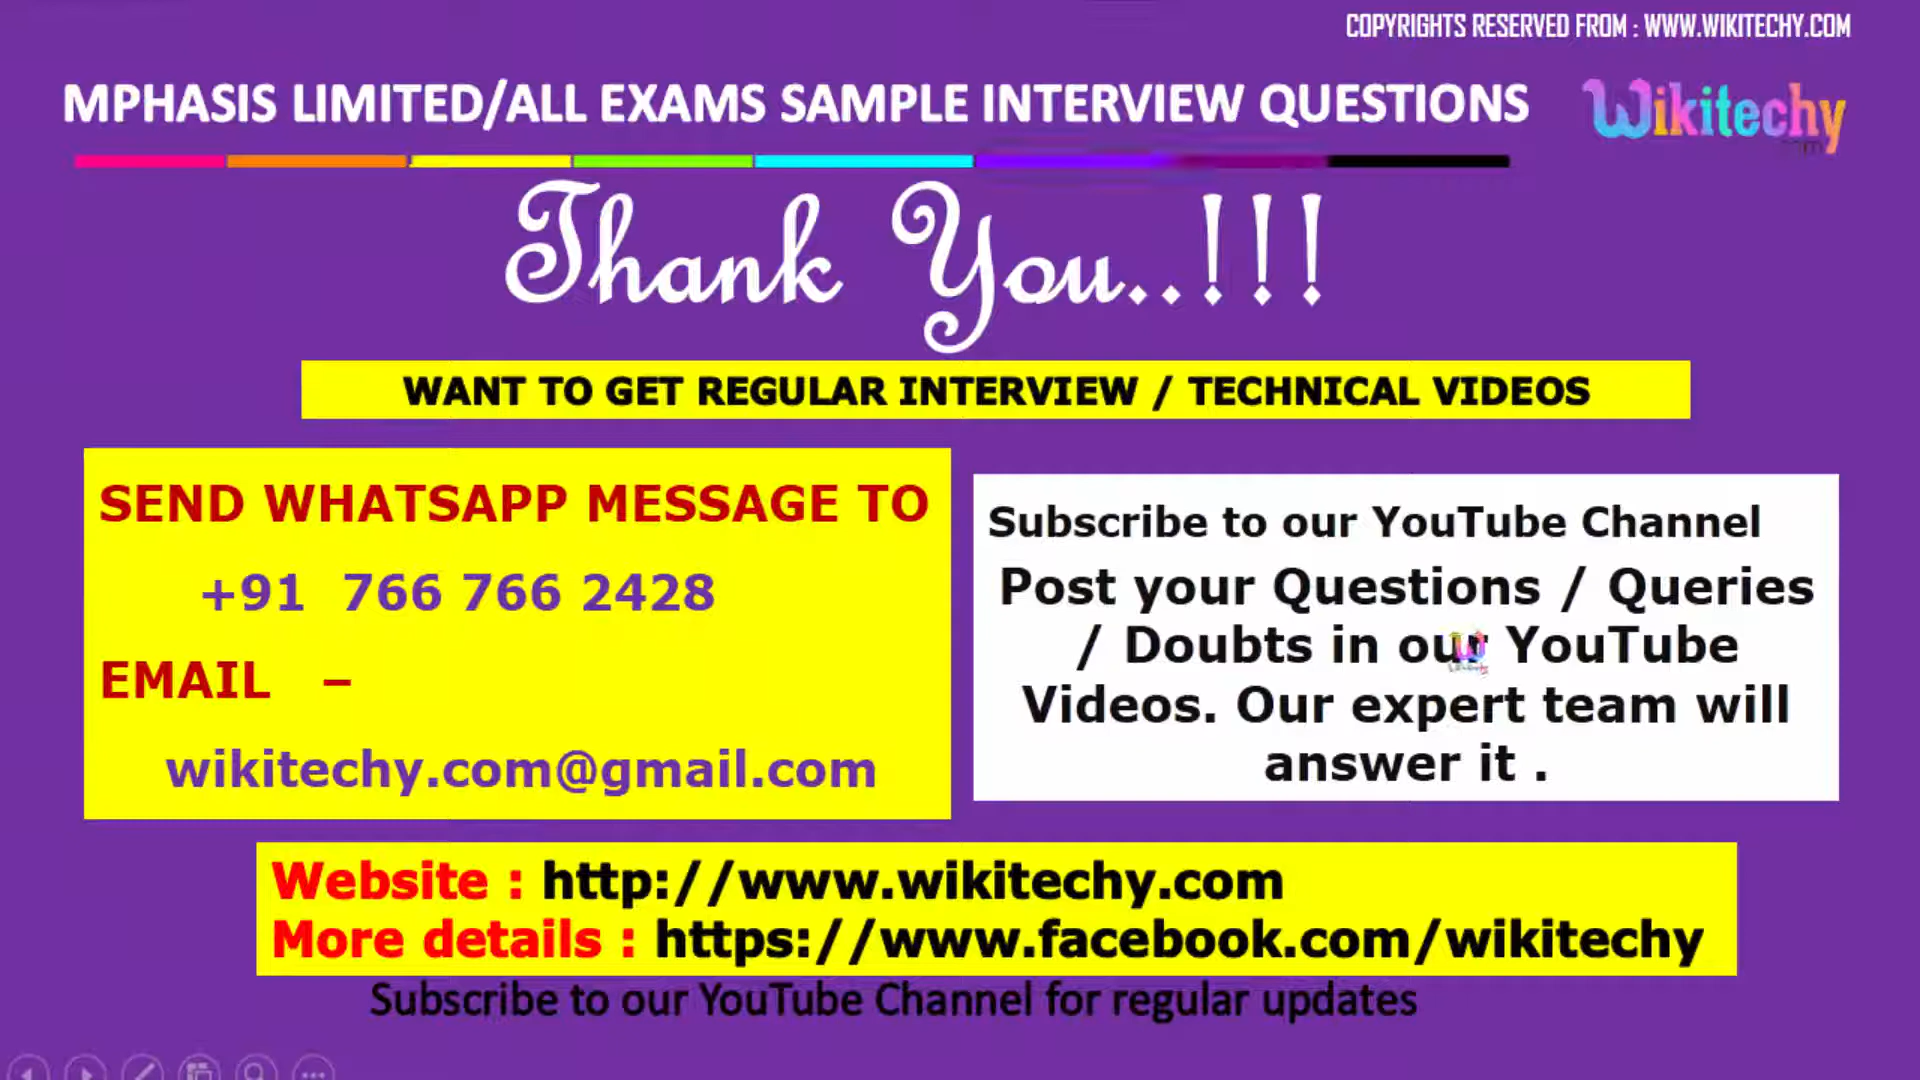 COPYRIGHTS RESERVED FROM : WWW.WIKITECHY.COM
MPHASIS LIMITED/ALL EXAMS SAMPLE INTERVIEW QUESTIONS
Wikitechy
.com
Thank You..!!!
WANT TO GET REGULAR INTERVIEW / TECHNICAL VIDEOS
SEND WHATSAPP MESSAGE TO
+91 766 766 2428
EMAIL –
wikitechy.com@gmail.com
Subscribe to our YouTube Channel
Post your Questions / Queries
/ Doubts in our YouTube
Videos. Our expert team will
answer it .
Website : http://www.wikitechy.com
More details : https://www.facebook.com/wikitechy
Subscribe to our YouTube Channel for regular updates